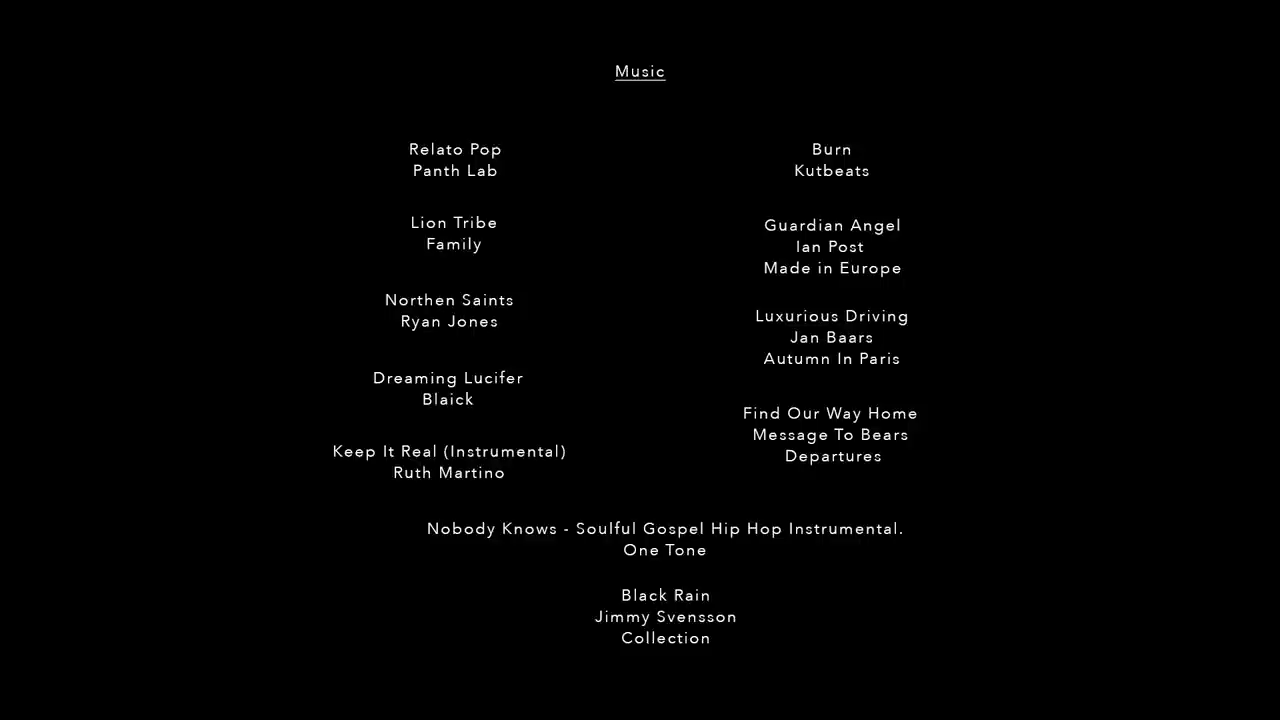 Music
Relato Pop
Panth Lab
Lion Tribe
Family
Northen Saints
Ryan Jones
Dreaming Lucifer
Blaick
Keep It Real (Instrumental)
Ruth Martino
Burn
Kutbeats
Guardian Angel
Ian Post
Made in Europe
Luxurious Driving
Jan Baars
Autumn In Paris
Find Our Way Home
Message To Bears
Departures
Nobody Knows - Soulful Gospel Hip Hop Instrumental.
One Tone
Black Rain
Jimmy Svensson
Collection